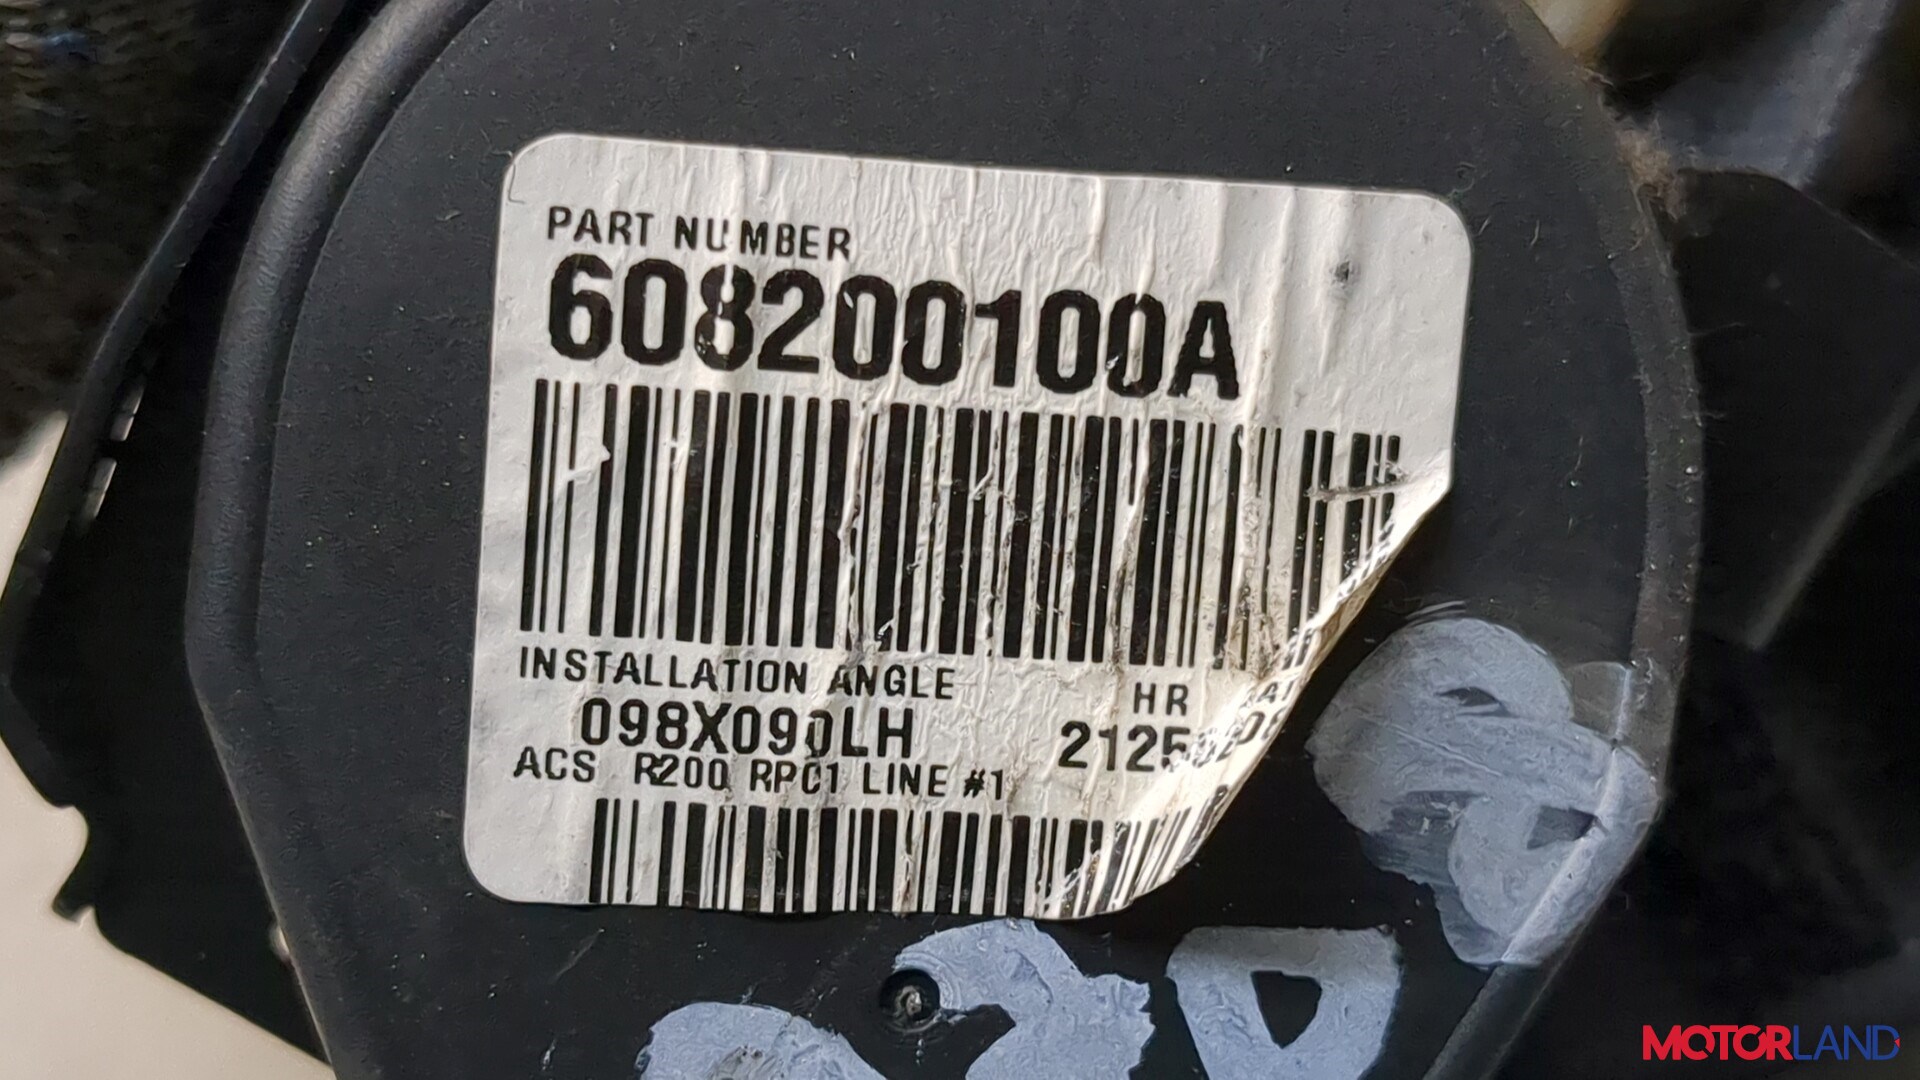 PART NUMBER
608200100A
INSTALLATION ANGLE
HR
098X090LH
ACS R200 RPC1 LINE #1
MOTORLAND